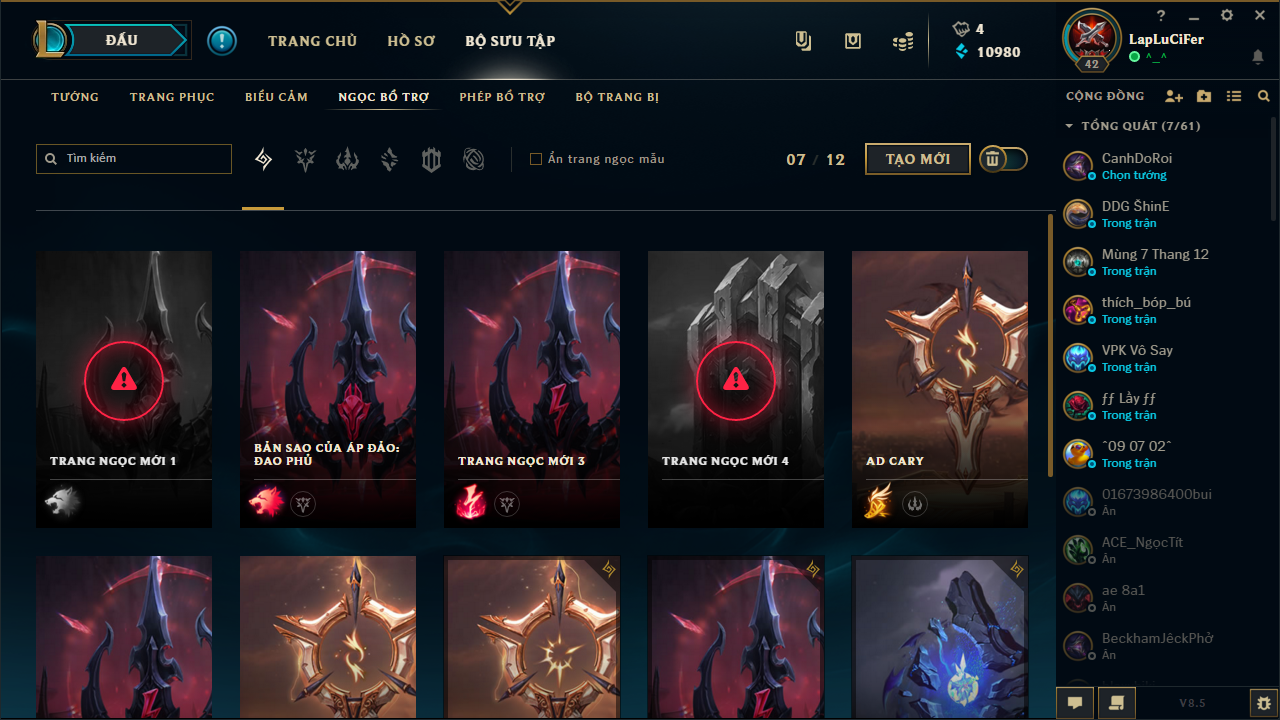 ĐẤU
TRANG CHỦ
HỒ SƠ
BỘ SƯU TẬP
4
10980
42
LapLuCiFer
^_^
TƯỚNG
TRANG PHỤC
BIỂU CẢM
NGỌC BỔ TRỢ
PHÉP BỔ TRỢ
BỘ TRANG BỊ
Tìm kiếm
Ẩn trang ngọc mẫu
07 / 12
TẠO MỚI
TRANG NGỌC MỚI 1
BẢN SAO CỦA ÁP ĐẢO:
ĐAO PHỦ
TRANG NGỌC MỚI 3
TRANG NGỌC MỚI 4
AD CARY
CỘNG ĐỒNG
TỔNG QUÁT (7/61)
CanhDoRoi
Chọn tướng
DDG ŠhinE
Trong trận
Mùng 7 Thang 12
Trong trận
thích_bóp_bú
Trong trận
VPK Vô Say
Trong trận
ƒƒ Lầy ƒƒ
Trong trận
ˆ09 07 02ˆ
Trong trận
01673986400bui
Ẩn
ACE_NgọcTít
Ẩn
ae 8a1
Ẩn
BeckhamJêckPhở
Ẩn
V8.5